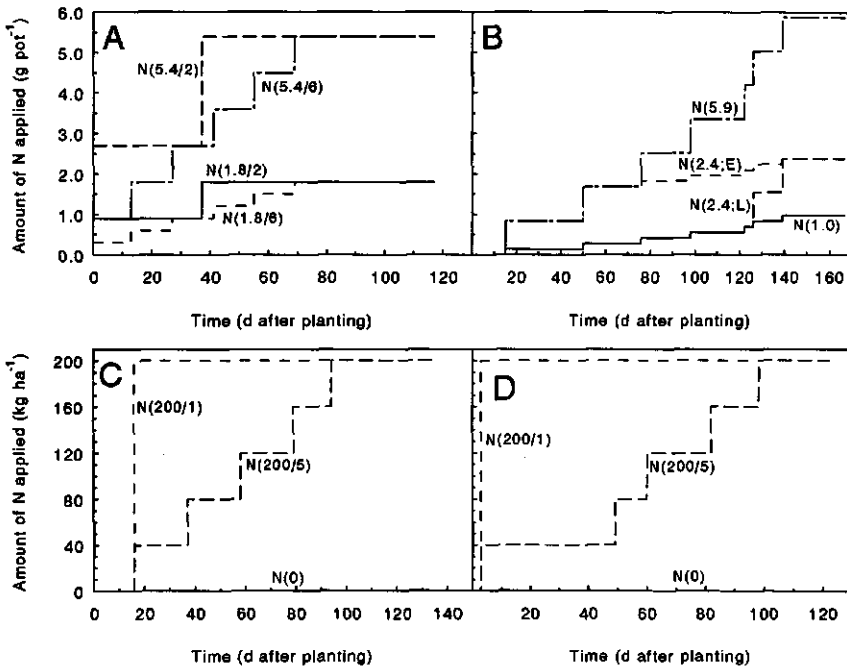 A
B
Amount of N applied (g pot⁻¹)
6.0
5.0
4.0
3.0
2.0
1.0
0.0
N(5.4/2)
N(5.4/6)
N(1.8/2)
N(1.8/6)
N(5.9)
N(2.4;E)
N(2.4;L)
N(1.0)
0 20 40 60 80 100 120
20 40 60 80 100 120 140 160
Time (d after planting)
Time (d after planting)
C
D
Amount of N applied (kg ha⁻¹)
200
160
120
80
40
0
N(200/1)
N(200/5)
N(0)
N(200/1)
N(200/5)
N(0)
0 20 40 60 80 100 120 140
20 40 60 80 100 120
Time (d after planting)
Time (d after planting)